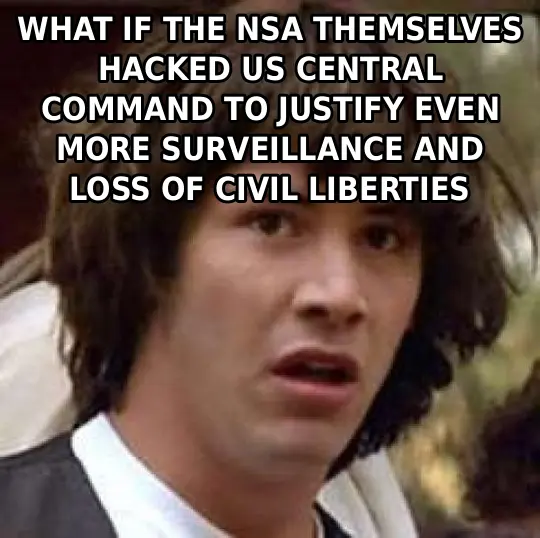 WHAT IF THE NSA THEMSELVES
HACKED US CENTRAL
COMMAND TO JUSTIFY EVEN
MORE SURVEILLANCE AND
LOSS OF CIVIL LIBERTIES